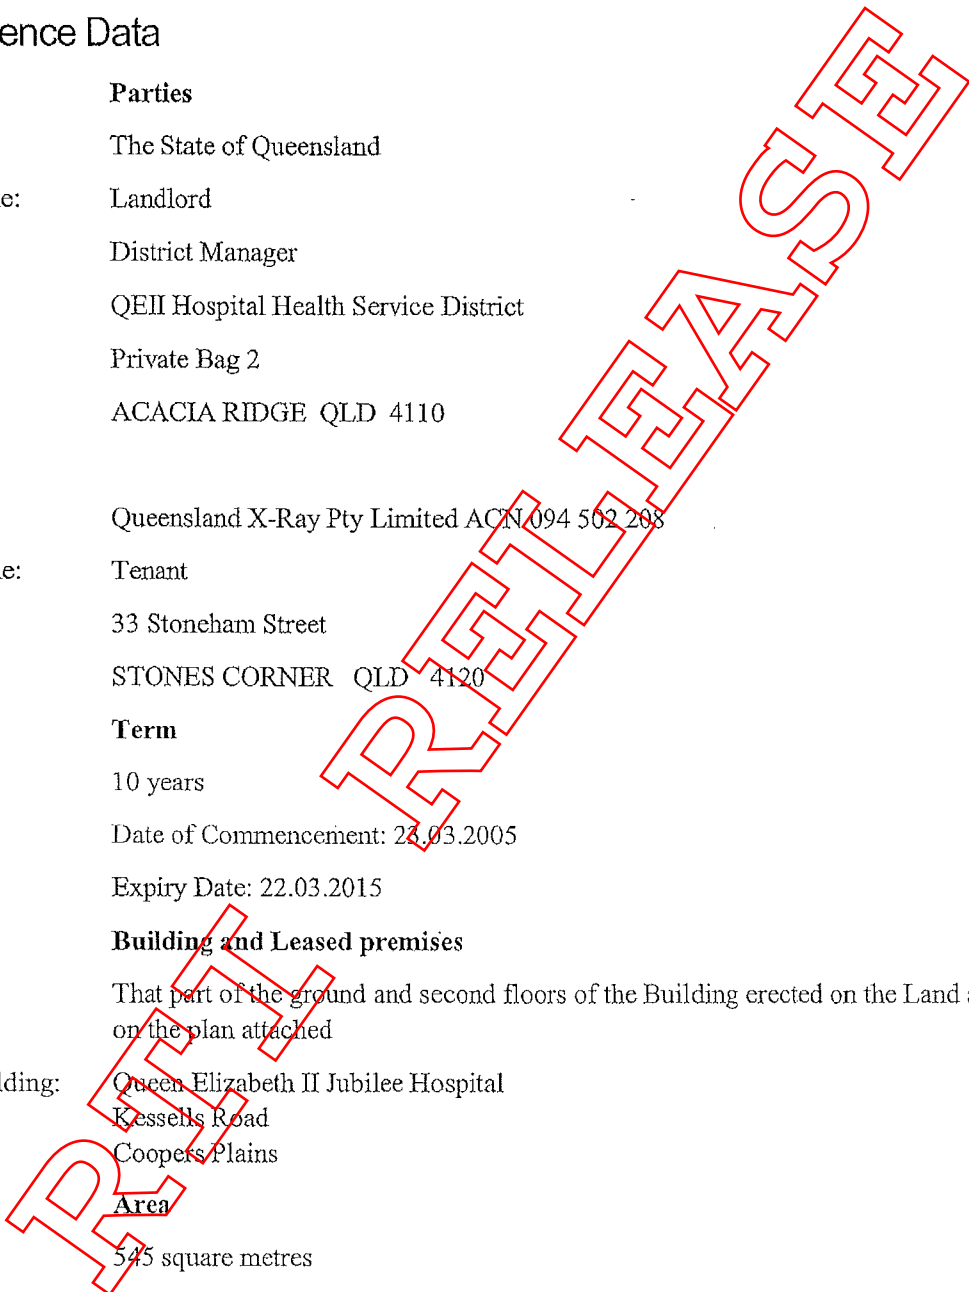 ence Data
Parties
The State of Queensland
e: Landlord
District Manager
QEII Hospital Health Service District
Private Bag 2
ACACIA RIDGE QLD 4110
Queensland X-Ray Pty Limited ACN 094 502 208
e: Tenant
33 Stoneham Street
STONES CORNER QLD 4120
Term
10 years
Date of Commencement: 23.03.2005
Expiry Date: 22.03.2015
Building and Leased premises
That part of the ground and second floors of the Building erected on the Land
on the plan attached
lding: Queen Elizabeth II Jubilee Hospital
Kessells Road
Coopers Plains
Area
545 square metres
RTI RELEASE